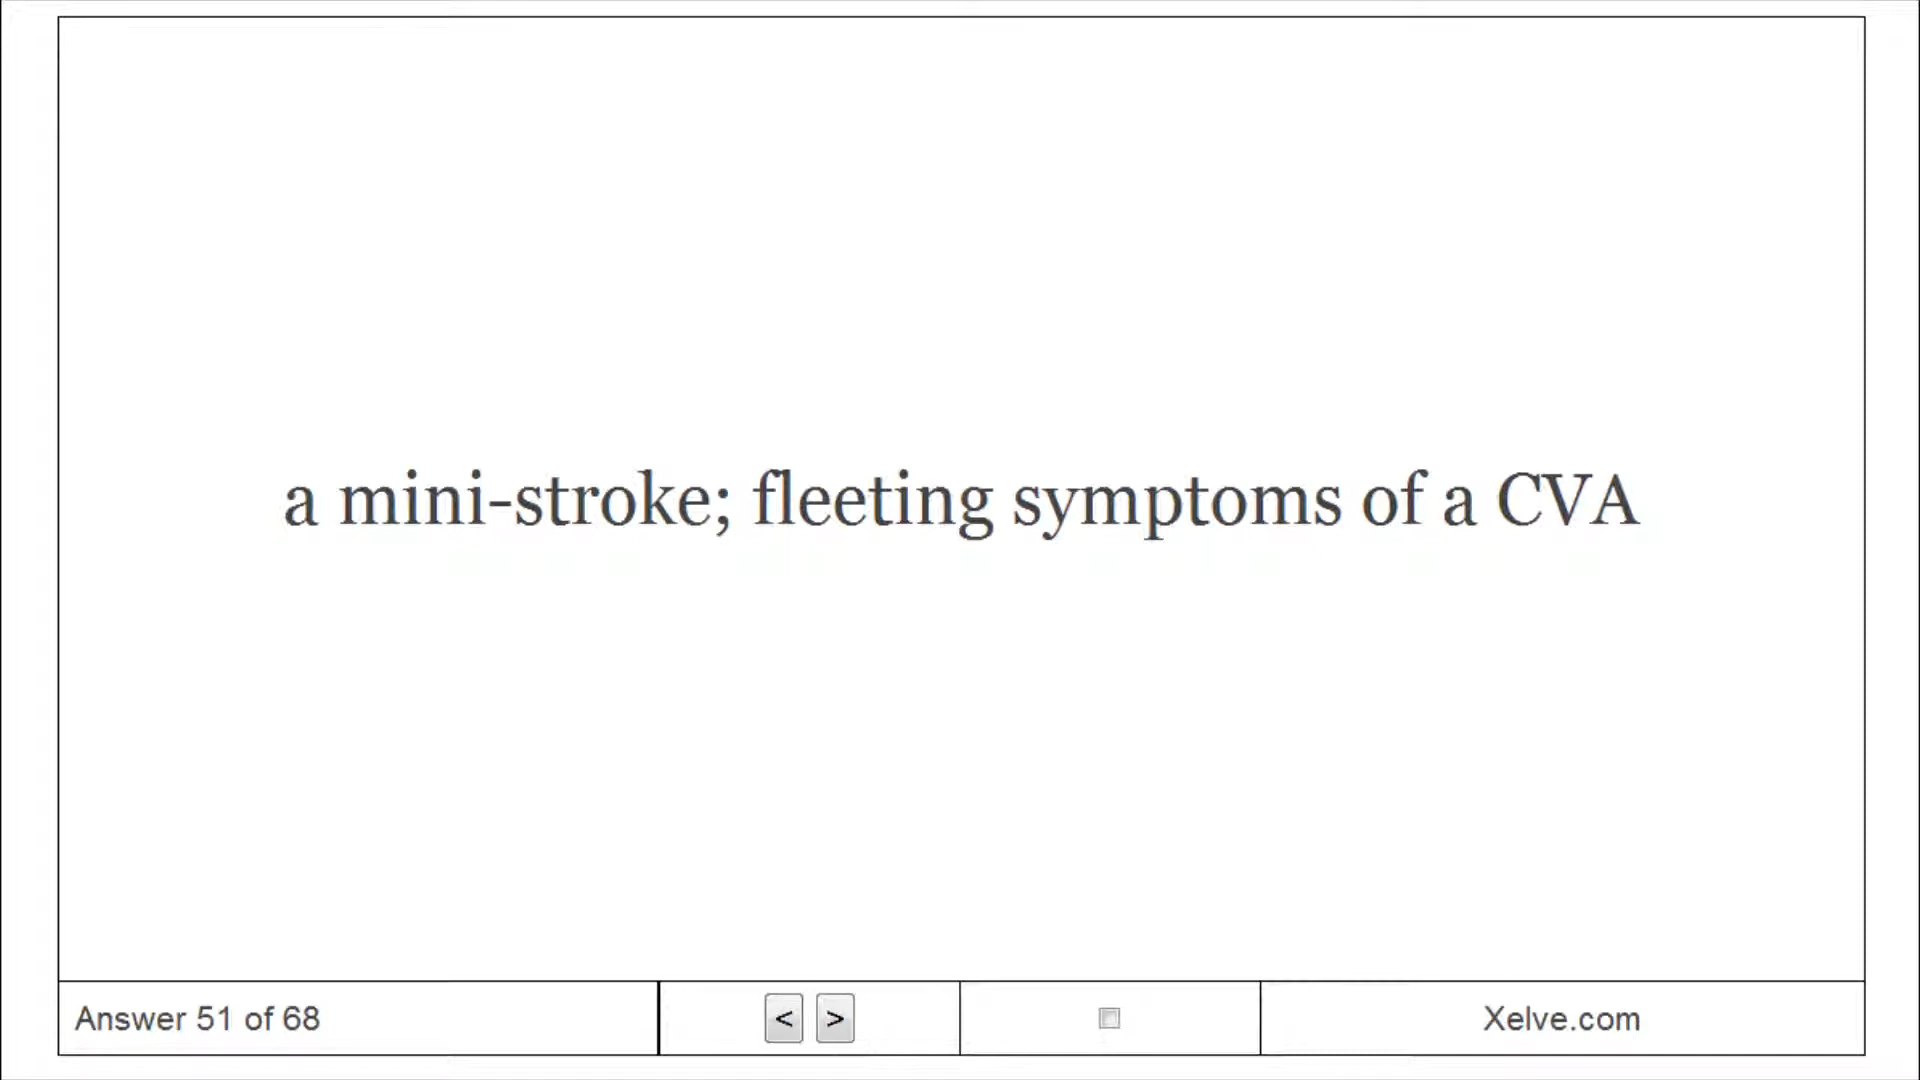 a mini-stroke; fleeting symptoms of a CVA
Answer 51 of 68
< >
Xelve.com